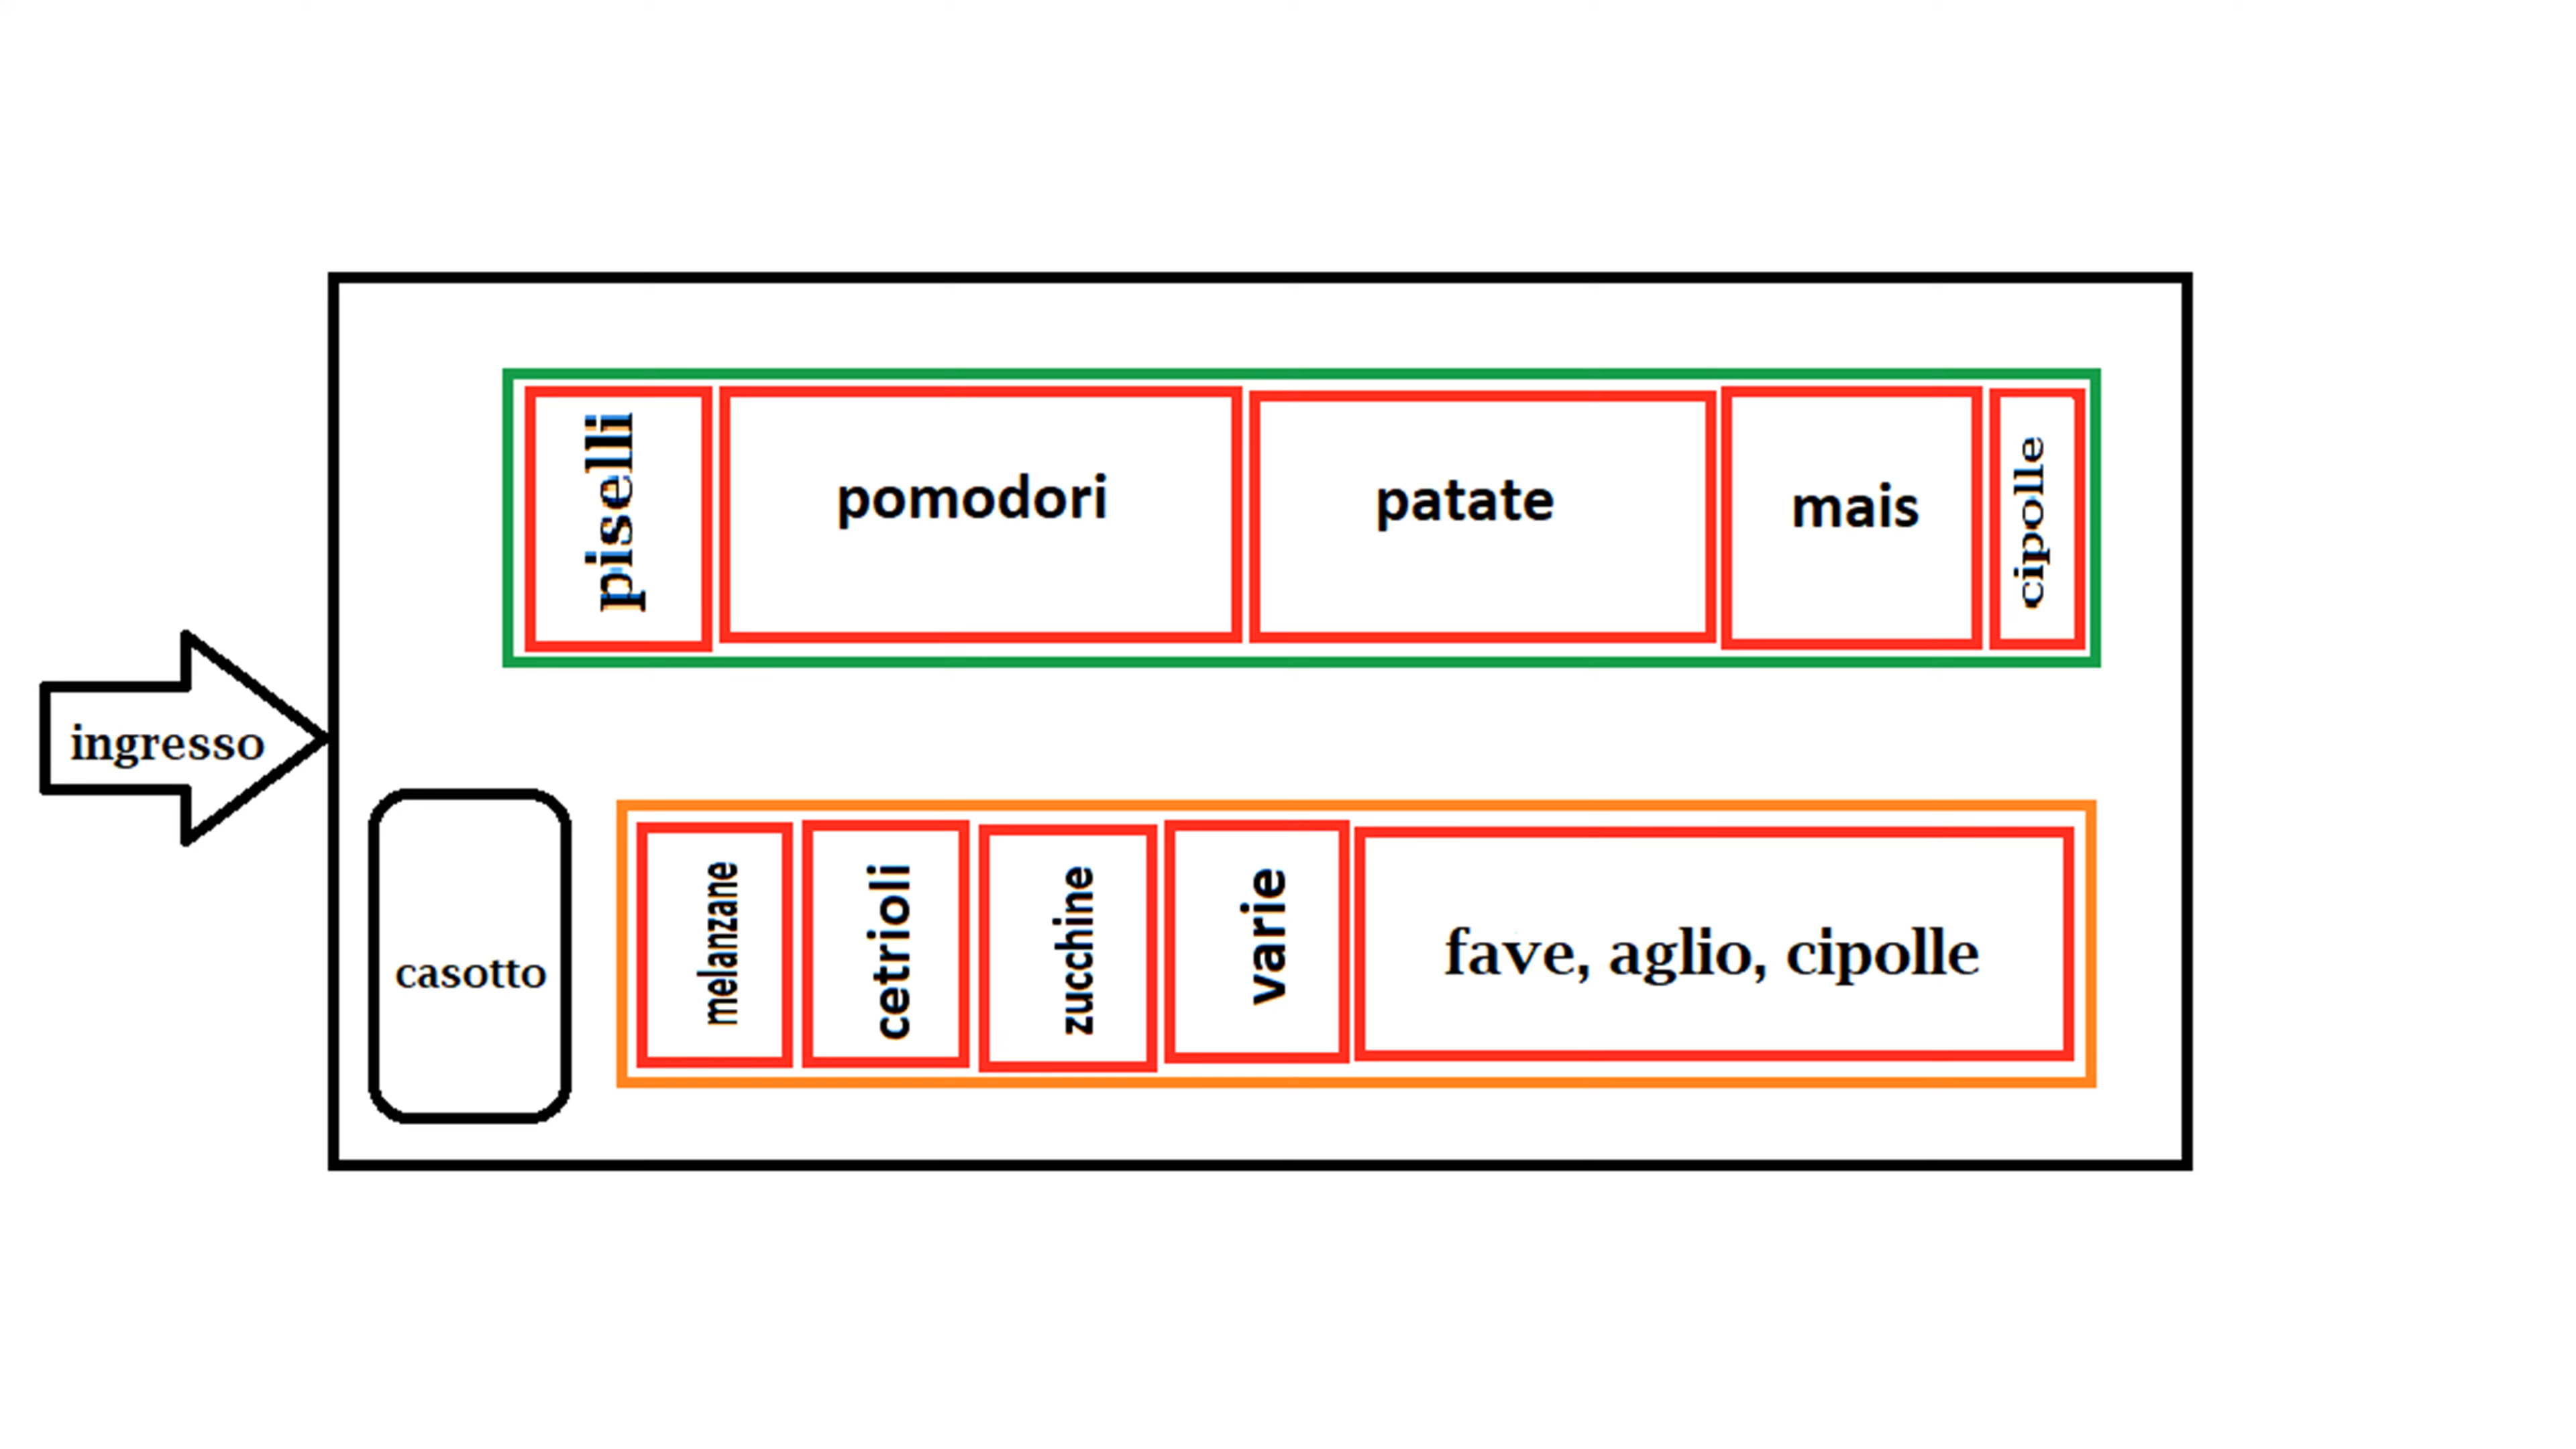 piselli
pomodori
patate
mais
cipolle
ingresso
casotto
melanzane
cetrioli
zucchine
varie
fave, aglio, cipolle